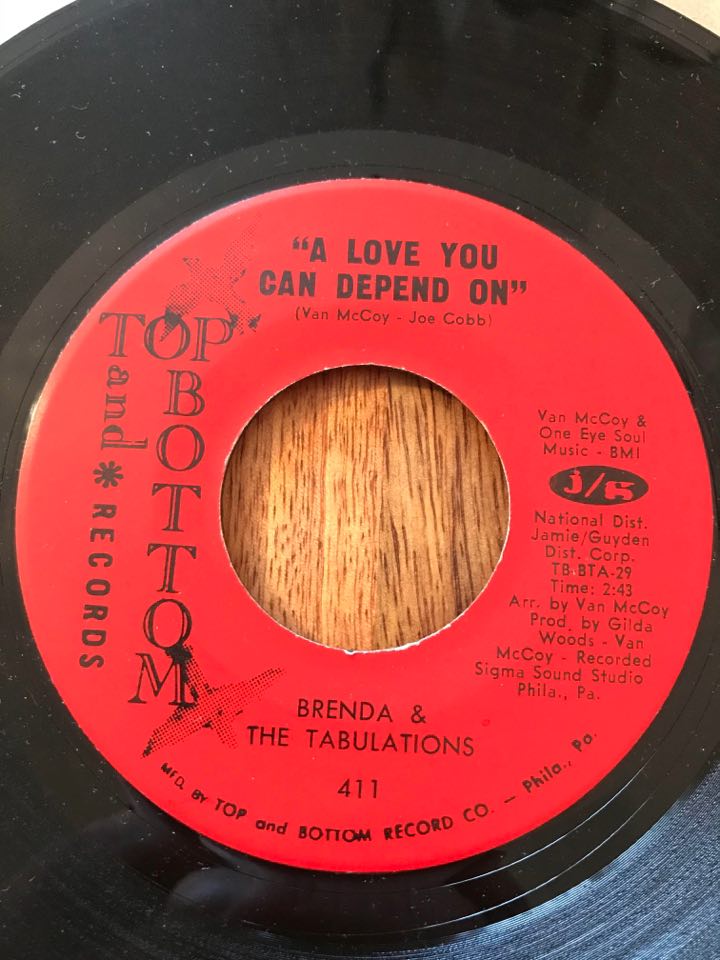 "A LOVE YOU
CAN DEPEND ON"
(Van McCoy - Joe Cobb)
TOP
and
BOTTOM
RECORDS
Van McCoy &
One Eye Soul
Music - BMI
j/G
National Dist.
Jamie/Guyden
Dist. Corp.
TB BTA-29
Time: 2:43
Arr. by Van McCoy
Prod. by Gilda
Woods - Van
McCoy - Recorded
Sigma Sound Studio
Phila., Pa.
BRENDA &
THE TABULATIONS
411
MFD. BY TOP and BOTTOM RECORD CO. — Phila., Pa.